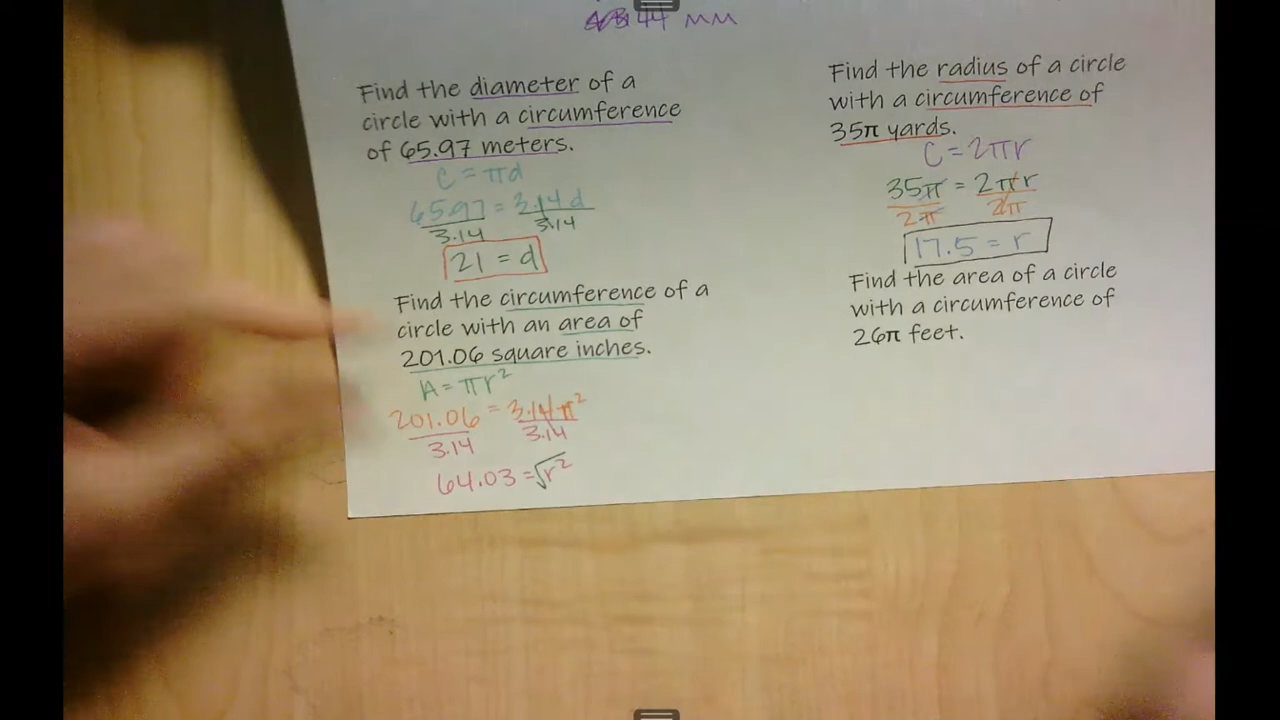 44 MM
Find the diameter of a
circle with a circumference
of 65.97 meters.
C = πd
65.97 = 3.14 d
3.14 3.14
21 = d
Find the radius of a circle
with a circumference of
35π yards.
C = 2πr
35π = 2πr
2π 2π
17.5 = r
Find the circumference of a
circle with an area of
201.06 square inches.
A = πr²
201.06 = 3.14 π²
3.14 3.14
64.03 = √r²
Find the area of a circle
with a circumference of
26π feet.